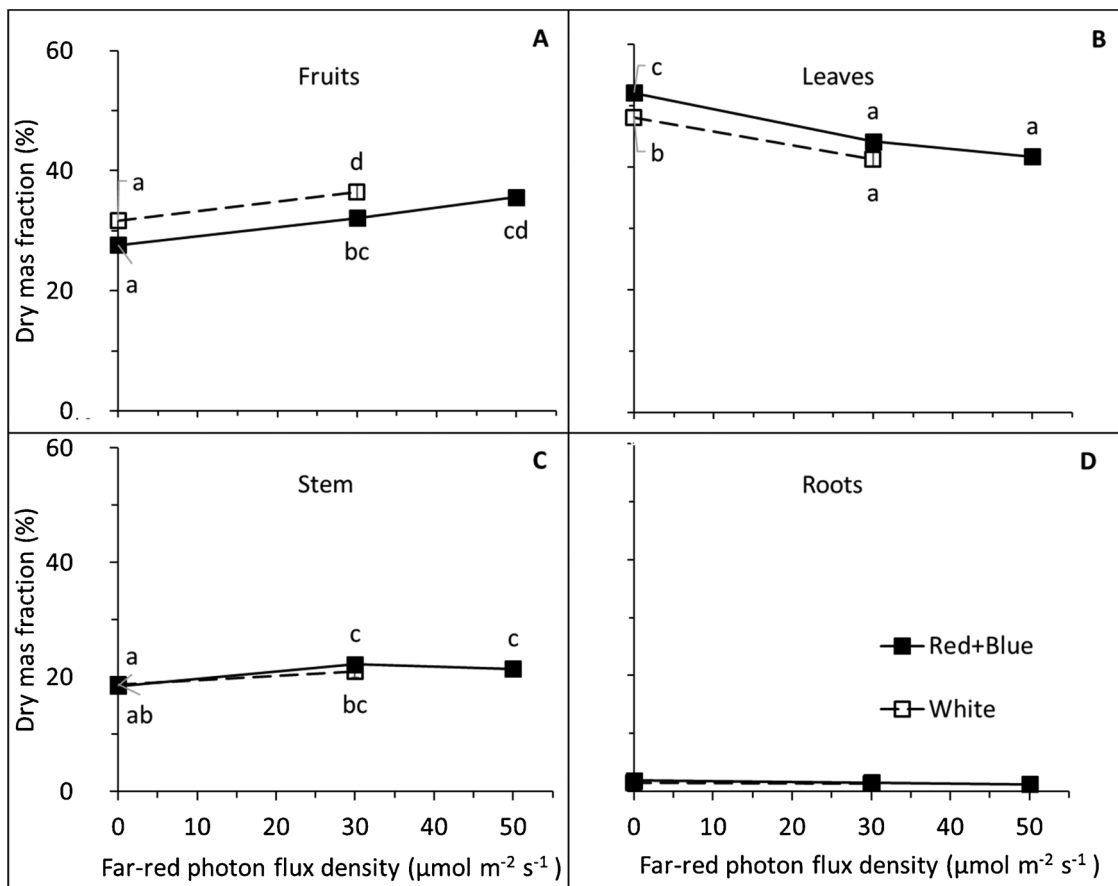 A
Fruits
60
40
20
0
Dry mas fraction (%)
a
a
d
bc
cd
B
Leaves
c
b
a
a
a
C
Stem
60
40
20
0
Dry mas fraction (%)
a
ab
c
bc
c
0 10 20 30 40 50
Far-red photon flux density (µmol m⁻² s⁻¹ )
D
Roots
Red+Blue
White
0 10 20 30 40 50
Far-red photon flux density (µmol m⁻² s⁻¹)